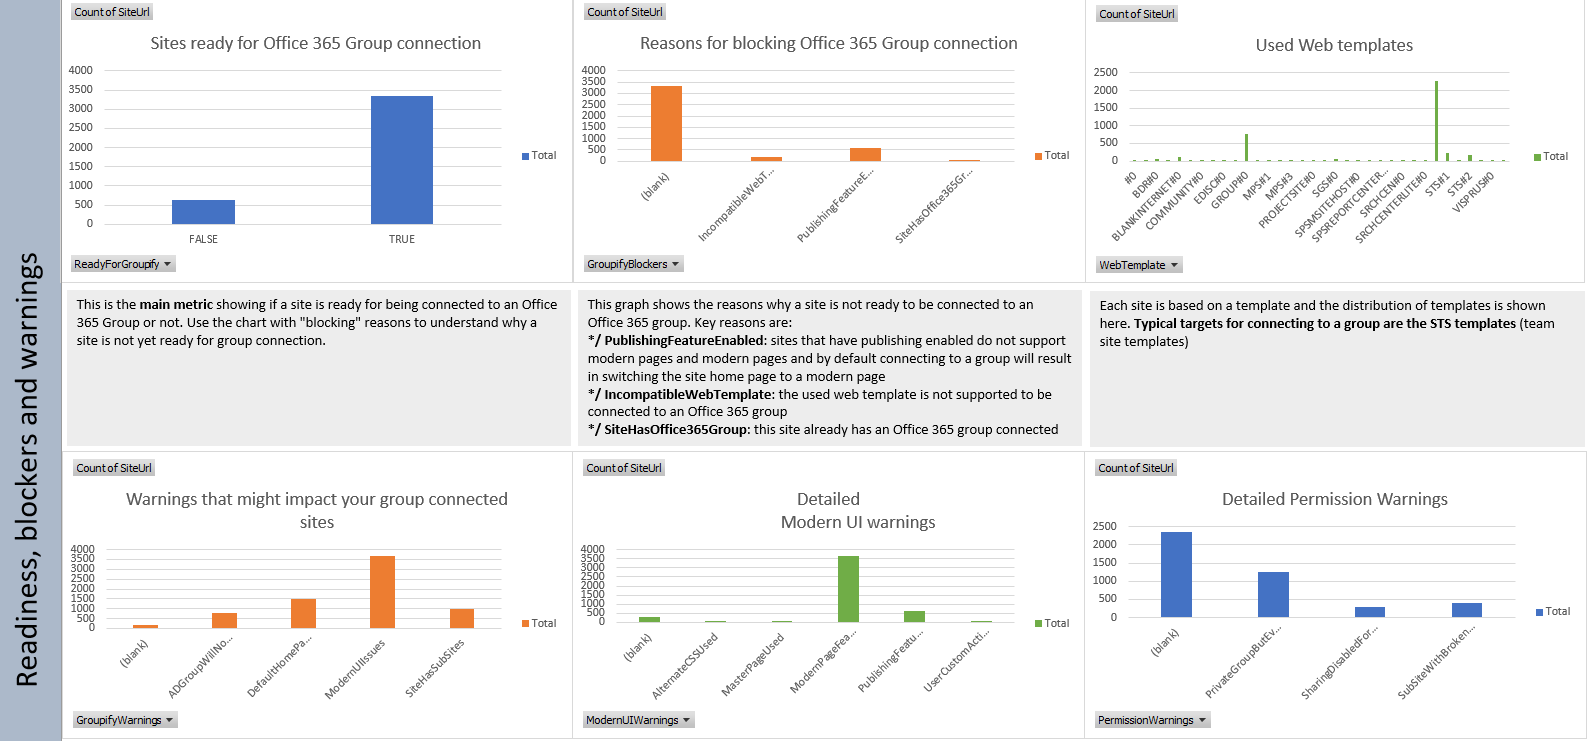 Readiness, blockers and warnings
Count of SiteUrl
Sites ready for Office 365 Group connection
4000
3500
3000
2500
2000
1500
1000
500
0
FALSE
TRUE
Total
ReadyForGroupify
Count of SiteUrl
Reasons for blocking Office 365 Group connection
4000
3500
3000
2500
2000
1500
1000
500
0
(blank)
IncompatibleWebT...
PublishingFeatureE...
SiteHasOffice365Gr...
Total
GroupifyBlockers
Count of SiteUrl
Used Web templates
2500
2000
1500
1000
500
0
#0
BDR#0
BLANKINTERNET#0
COMMUNITY#0
EDISC#0
GROUP#0
MPS#1
MPS#3
PROJECTSITE#0
SGS#0
SPSMSITEHOST#0
SPSREPORTCENTER...
SRCHCEN#0
SRCHCENTERLITE#0
STS#1
STS#2
VISPRUS#0
Total
WebTemplate
This is the main metric showing if a site is ready for being connected to an Office
365 Group or not. Use the chart with "blocking" reasons to understand why a
site is not yet ready for group connection.
This graph shows the reasons why a site is not ready to be connected to an
Office 365 group. Key reasons are:
*/ PublishingFeatureEnabled: sites that have publishing enabled do not support
modern pages and modern pages and by default connecting to a group will result
in switching the site home page to a modern page
*/ IncompatibleWebTemplate: the used web template is not supported to be
connected to an Office 365 group
*/ SiteHasOffice365Group: this site already has an Office 365 group connected
Each site is based on a template and the distribution of templates is shown
here. Typical targets for connecting to a group are the STS templates (team
site templates)
Count of SiteUrl
Warnings that might impact your group connected
sites
4000
3500
3000
2500
2000
1500
1000
500
0
(blank)
ADGroupWillNo...
DefaultHomePa...
ModernUIIssues
SiteHasSubSites
Total
GroupifyWarnings
Count of SiteUrl
Detailed
Modern UI warnings
4000
3500
3000
2500
2000
1500
1000
500
0
(blank)
AlternateCSSUsed
MasterPageUsed
ModernPageFea...
PublishingFeatu...
UserCustomActi...
Total
ModernUIWarnings
Count of SiteUrl
Detailed Permission Warnings
2500
2000
1500
1000
500
0
(blank)
PrivateGroupButEv...
SharingDisabledFor...
SubSiteWithBroken...
Total
PermissionWarnings